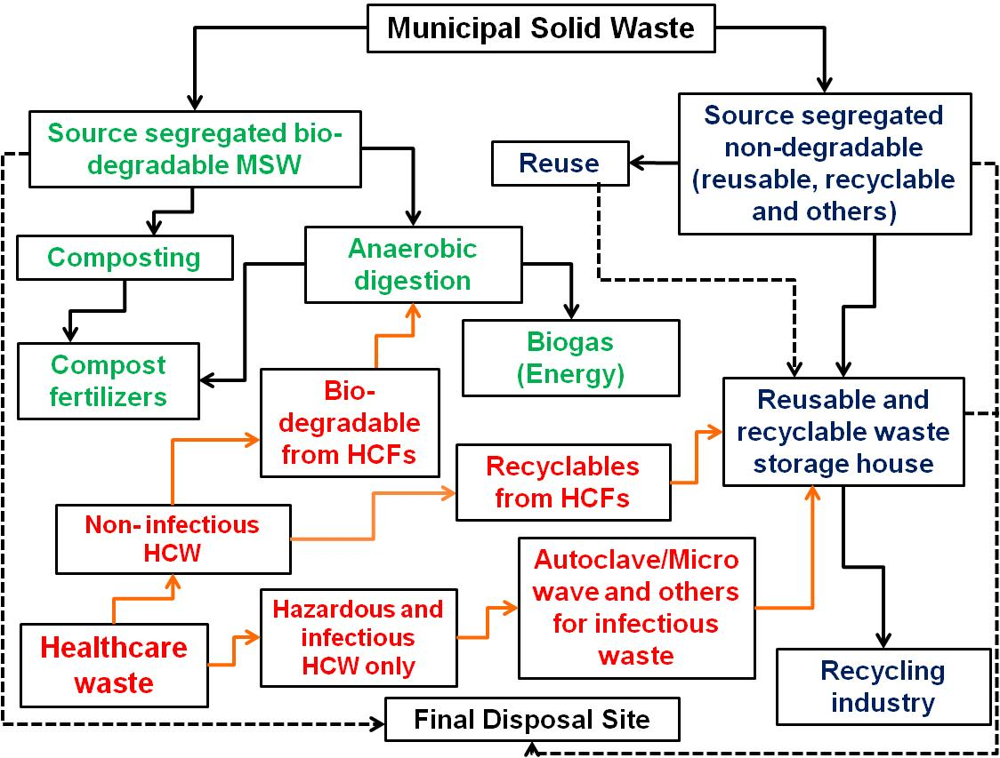 Municipal Solid Waste
Source segregated bio-
degradable MSW
Source segregated
non-degradable
(reusable, recyclable
and others)
Reuse
Composting
Anaerobic
digestion
Compost
fertilizers
Biogas
(Energy)
Bio-
degradable
from HCFs
Reusable and
recyclable waste
storage house
Recyclables
from HCFs
Non- infectious
HCW
Autoclave/Micro
wave and others
for infectious
waste
Hazardous and
infectious
HCW only
Healthcare
waste
Recycling
industry
Final Disposal Site